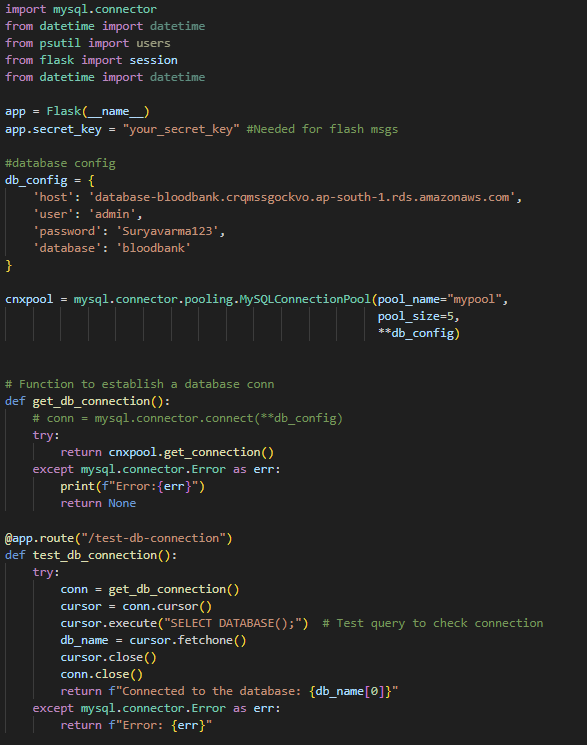 import mysql.connector
from datetime import datetime
from psutil import users
from flask import session
from datetime import datetime
app = Flask(__name__)
app.secret_key = "your_secret_key" #Needed for flash msgs
#database config
db_config = {
    'host': 'database-bloodbank.crqmssgockvo.ap-south-1.rds.amazonaws.com',
    'user': 'admin',
    'password': 'Suryavarma123',
    'database': 'bloodbank'
}
cnxpool = mysql.connector.pooling.MySQLConnectionPool(pool_name="mypool",
                                                      pool_size=5,
                                                      **db_config)
# Function to establish a database conn
def get_db_connection():
    # conn = mysql.connector.connect(**db_config)
    try:
        return cnxpool.get_connection()
    except mysql.connector.Error as err:
        print(f"Error:{err}")
        return None
@app.route("/test-db-connection")
def test_db_connection():
    try:
        conn = get_db_connection()
        cursor = conn.cursor()
        cursor.execute("SELECT DATABASE();")  # Test query to check connection
        db_name = cursor.fetchone()
        cursor.close()
        conn.close()
        return f"Connected to the database: {db_name[0]}"
    except mysql.connector.Error as err:
        return f"Error: {err}"